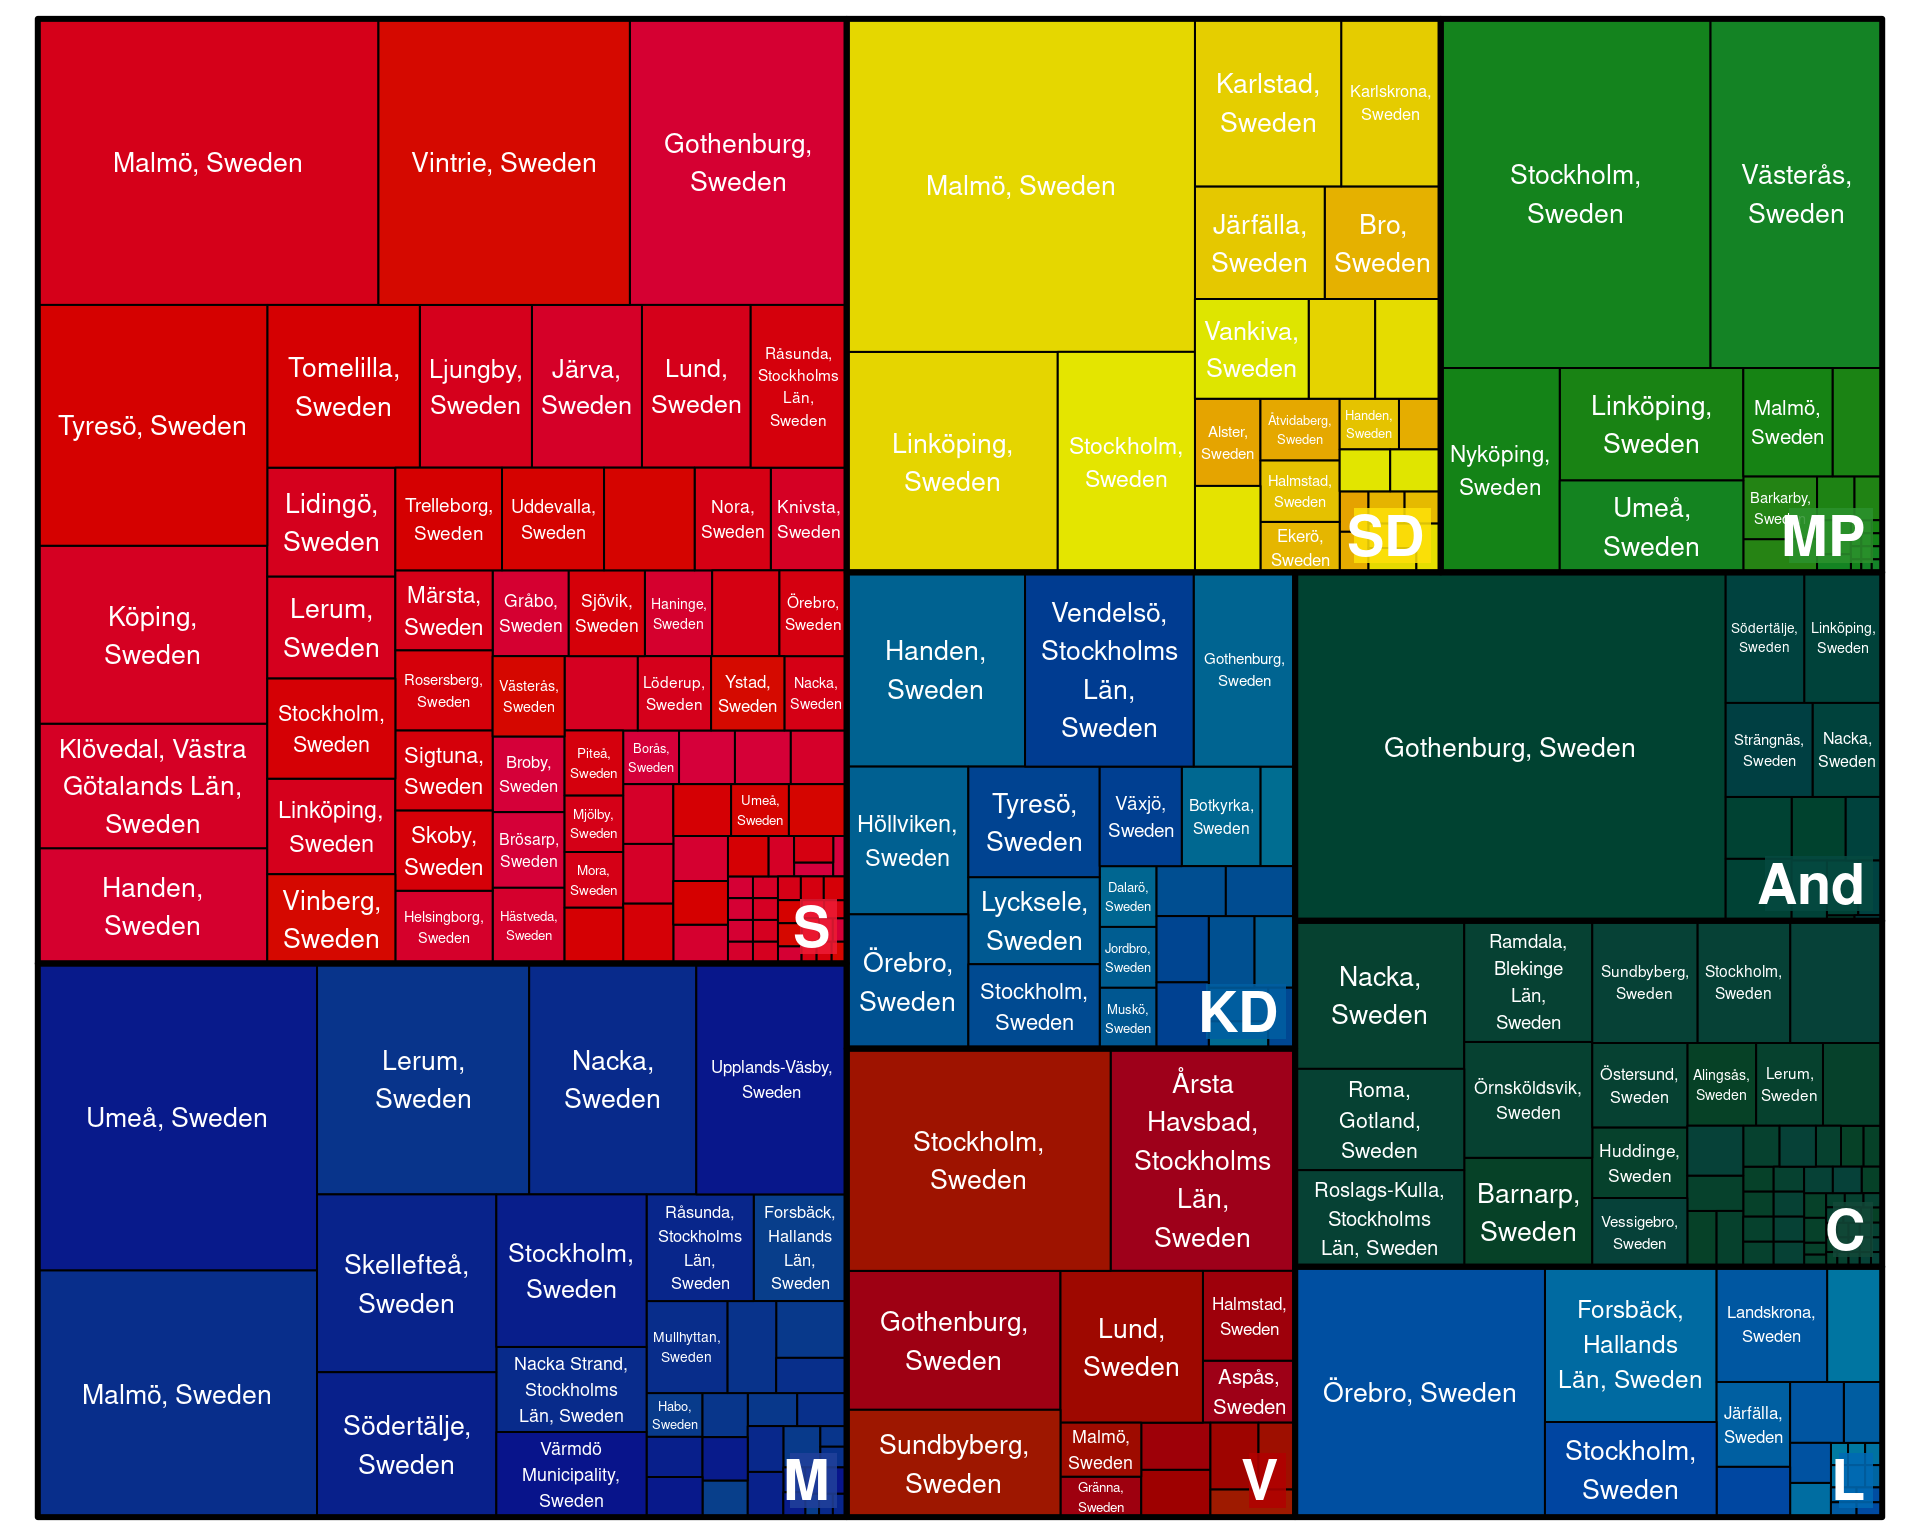 Malmö, Sweden
Vintrie, Sweden
Gothenburg,
Sweden
Tyresö, Sweden
Tomelilla,
Sweden
Ljungby,
Sweden
Järva,
Sweden
Lund,
Sweden
Råsunda,
Stockholms
Län,
Sweden
Lidingö,
Sweden
Trelleborg,
Sweden
Uddevalla,
Sweden
Nora,
Sweden
Knivsta,
Sweden
Köping,
Sweden
Lerum,
Sweden
Märsta,
Sweden
Gråbo,
Sweden
Sjövik,
Sweden
Haninge,
Sweden
Örebro,
Sweden
Rosersberg,
Sweden
Västerås,
Sweden
Löderup,
Sweden
Ystad,
Sweden
Nacka,
Sweden
Stockholm,
Sweden
Klövedal, Västra
Götalands Län,
Sweden
Sigtuna,
Sweden
Broby,
Sweden
Piteå,
Sweden
Borås,
Sweden
Linköping,
Sweden
Skoby,
Sweden
Brösarp,
Sweden
Mjölby,
Sweden
Umeå,
Sweden
Handen,
Sweden
Vinberg,
Sweden
Helsingborg,
Sweden
Hästveda,
Sweden
Mora,
Sweden
S
Malmö, Sweden
Karlstad,
Sweden
Karlskrona,
Sweden
Järfälla,
Sweden
Bro,
Sweden
Vankiva,
Sweden
Linköping,
Sweden
Stockholm,
Sweden
Alster,
Sweden
Åtvidaberg,
Sweden
Handen,
Sweden
Halmstad,
Sweden
Ekerö,
Sweden
SD
Stockholm,
Sweden
Västerås,
Sweden
Nyköping,
Sweden
Linköping,
Sweden
Malmö,
Sweden
Umeå,
Sweden
Barkarby,
Sweden
MP
Handen,
Sweden
Vendelsö,
Stockholms
Län,
Sweden
Gothenburg,
Sweden
Höllviken,
Sweden
Tyresö,
Sweden
Växjö,
Sweden
Botkyrka,
Sweden
Lycksele,
Sweden
Dalarö,
Sweden
Örebro,
Sweden
Stockholm,
Sweden
Jordbro,
Sweden
Muskö,
Sweden
KD
Gothenburg, Sweden
Södertälje,
Sweden
Linköping,
Sweden
Strängnäs,
Sweden
Nacka,
Sweden
And
Nacka,
Sweden
Ramdala,
Blekinge
Län,
Sweden
Sundbyberg,
Sweden
Stockholm,
Sweden
Roma,
Gotland,
Sweden
Örnsköldsvik,
Sweden
Östersund,
Sweden
Alingsås,
Sweden
Lerum,
Sweden
Roslags-Kulla,
Stockholms
Län, Sweden
Barnarp,
Sweden
Huddinge,
Sweden
Vessigebro,
Sweden
C
Umeå, Sweden
Lerum,
Sweden
Nacka,
Sweden
Upplands-Väsby,
Sweden
Malmö, Sweden
Skellefteå,
Sweden
Stockholm,
Sweden
Råsunda,
Stockholms
Län,
Sweden
Forsbäck,
Hallands
Län,
Sweden
Mullhyttan,
Sweden
Södertälje,
Sweden
Nacka Strand,
Stockholms
Län, Sweden
Habo,
Sweden
Värmdö
Municipality,
Sweden
M
Stockholm,
Sweden
Årsta
Havsbad,
Stockholms
Län,
Sweden
Gothenburg,
Sweden
Lund,
Sweden
Halmstad,
Sweden
Aspås,
Sweden
Sundbyberg,
Sweden
Malmö,
Sweden
Gränna,
Sweden
V
Örebro, Sweden
Forsbäck,
Hallands
Län, Sweden
Landskrona,
Sweden
Stockholm,
Sweden
Järfälla,
Sweden
L